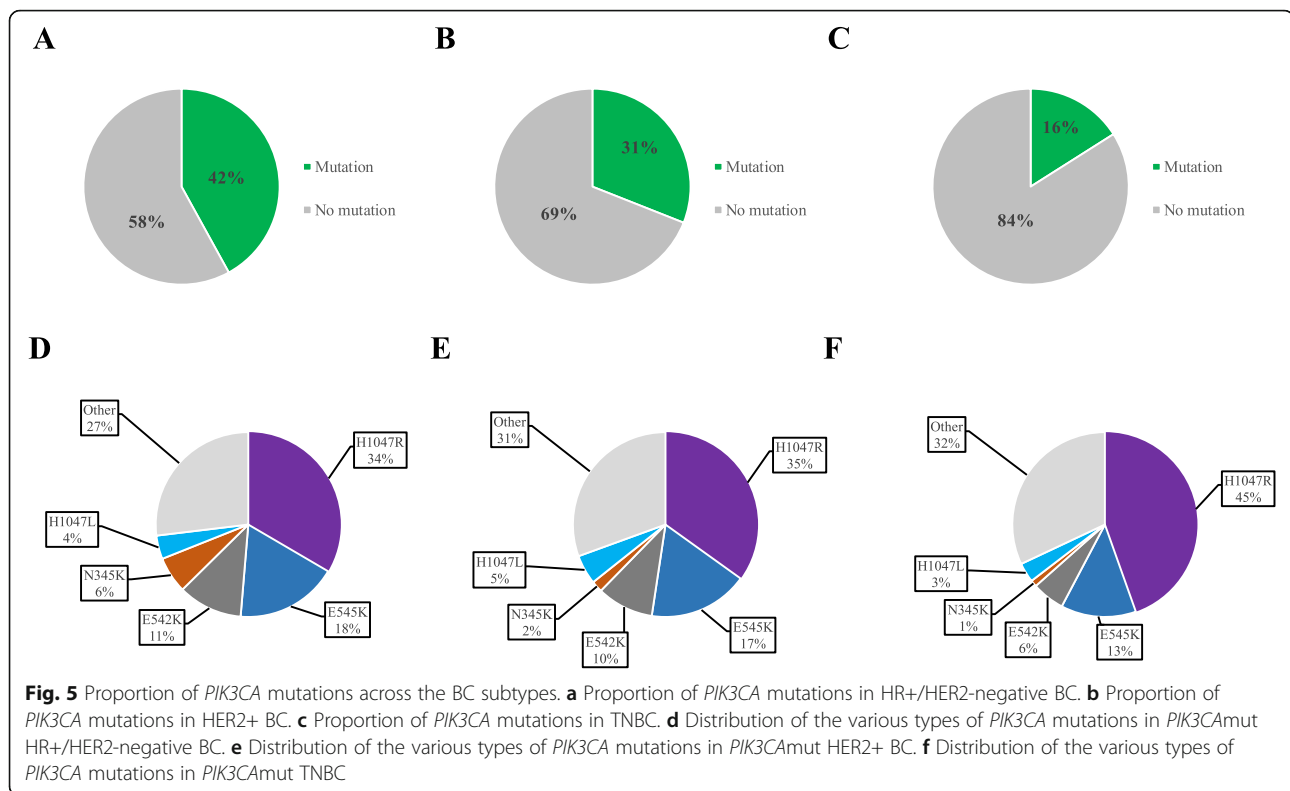 A
B
C
42%
58%
Mutation
No mutation
31%
69%
Mutation
No mutation
16%
84%
Mutation
No mutation
D
E
F
Other
27%
H1047R
34%
H1047L
4%
N345K
6%
E542K
11%
E545K
18%
Other
31%
H1047R
35%
H1047L
5%
N345K
2%
E542K
10%
E545K
17%
Other
32%
H1047R
45%
H1047L
3%
N345K
1%
E542K
6%
E545K
13%
Fig. 5 Proportion of PIK3CA mutations across the BC subtypes. a Proportion of PIK3CA mutations in HR+/HER2-negative BC. b Proportion of
PIK3CA mutations in HER2+ BC. c Proportion of PIK3CA mutations in TNBC. d Distribution of the various types of PIK3CA mutations in PIK3CAmut
HR+/HER2-negative BC. e Distribution of the various types of PIK3CA mutations in PIK3CAmut HER2+ BC. f Distribution of the various types of
PIK3CA mutations in PIK3CAmut TNBC